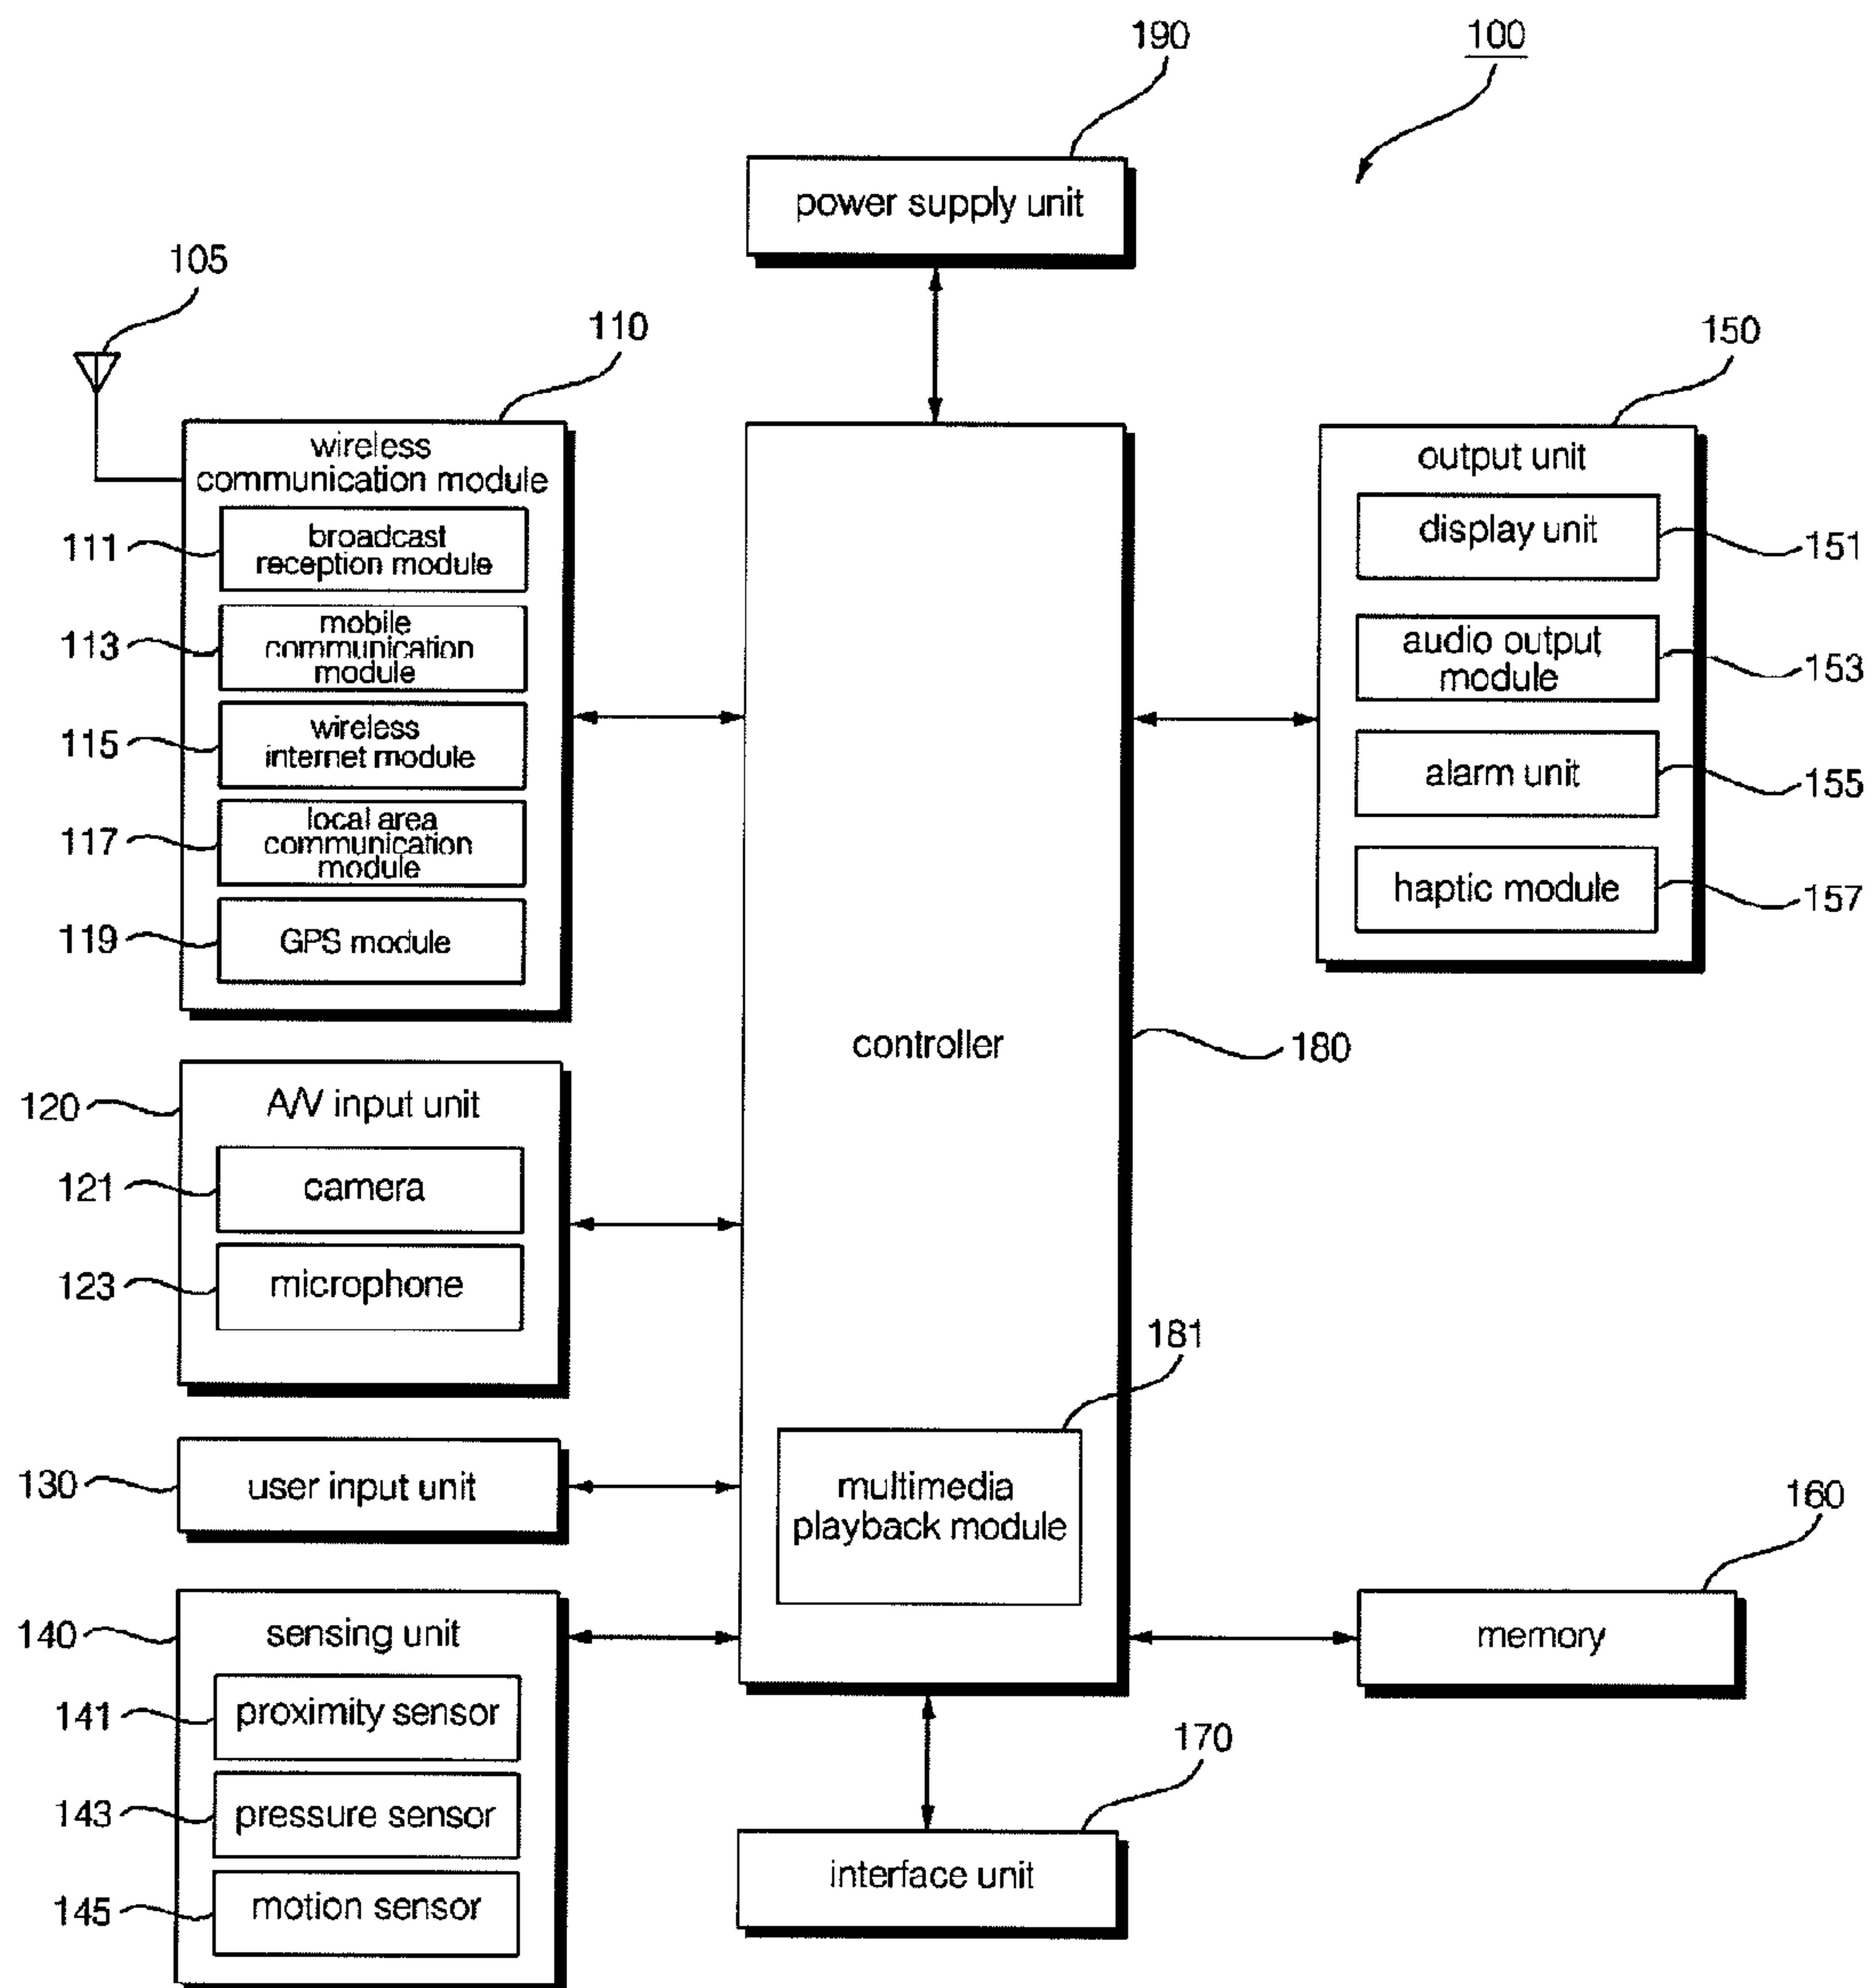 190
100
power supply unit
105
110
150
wireless
communication module
111
broadcast
reception module
113
mobile
communication
module
115
wireless
internet module
117
local area
communication
module
119
GPS module
output unit
display unit
151
audio output
module
153
alarm unit
155
haptic module
157
controller
180
120
A/V input unit
121
camera
123
microphone
181
multimedia
playback module
130
user input unit
160
memory
140
sensing unit
141
proximity sensor
143
pressure sensor
145
motion sensor
170
interface unit